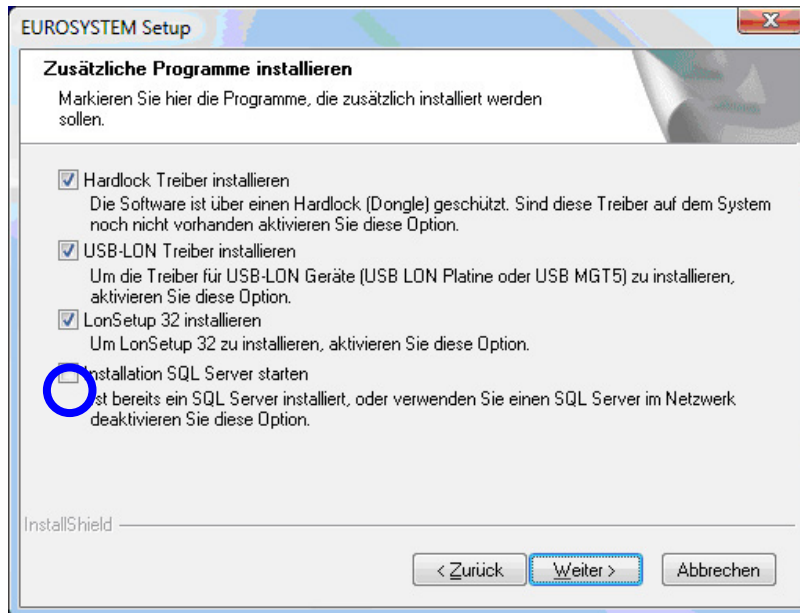 EUROSYSTEM Setup
Zusätzliche Programme installieren
Markieren Sie hier die Programme, die zusätzlich installiert werden
sollen.
Hardlock Treiber installieren
Die Software ist über einen Hardlock (Dongle) geschützt. Sind diese Treiber auf dem System
noch nicht vorhanden aktivieren Sie diese Option.
USB-LON Treiber installieren
Um die Treiber für USB-LON Geräte (USB LON Platine oder USB MGT5) zu installieren,
aktivieren Sie diese Option.
LonSetup 32 installieren
Um LonSetup 32 zu installieren, aktivieren Sie diese Option.
Installation SQL Server starten
Ist bereits ein SQL Server installiert, oder verwenden Sie einen SQL Server im Netzwerk
deaktivieren Sie diese Option.
InstallShield
< Zurück
Weiter >
Abbrechen